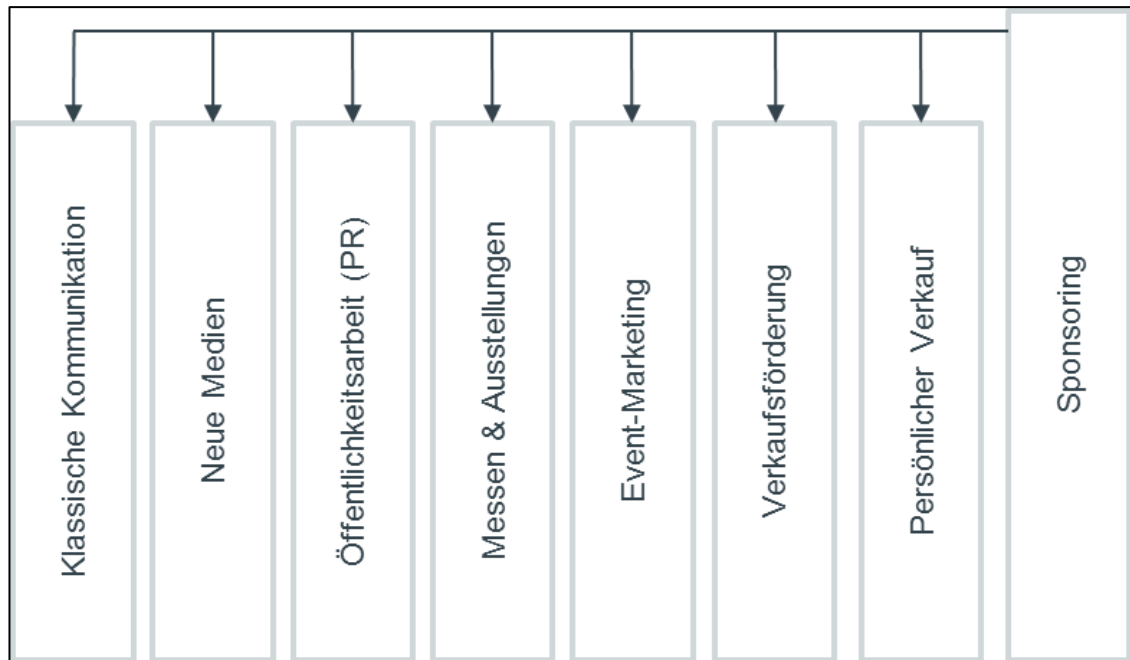 Klassische Kommunikation
Neue Medien
Öffentlichkeitsarbeit (PR)
Messen & Ausstellungen
Event-Marketing
Verkaufsförderung
Persönlicher Verkauf
Sponsoring